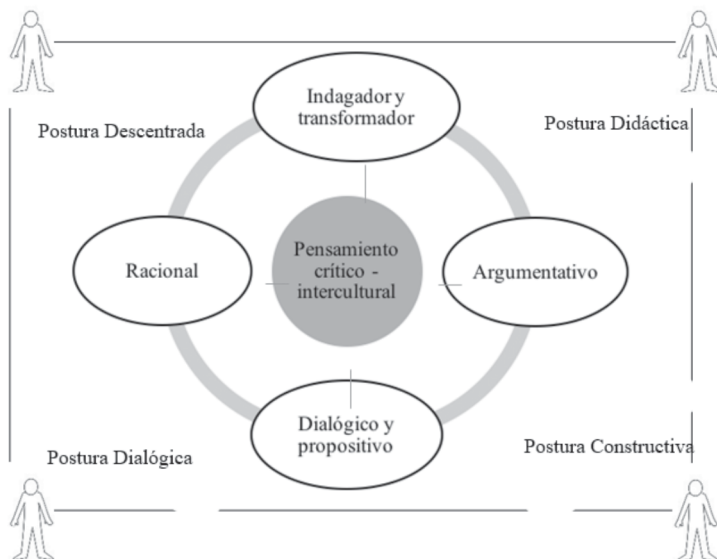 Indagador y
transformador
Postura Descentrada
Postura Didáctica
Racional
Pensamiento
crítico -
intercultural
Argumentativo
Dialógico y
propositivo
Postura Dialógica
Postura Constructiva